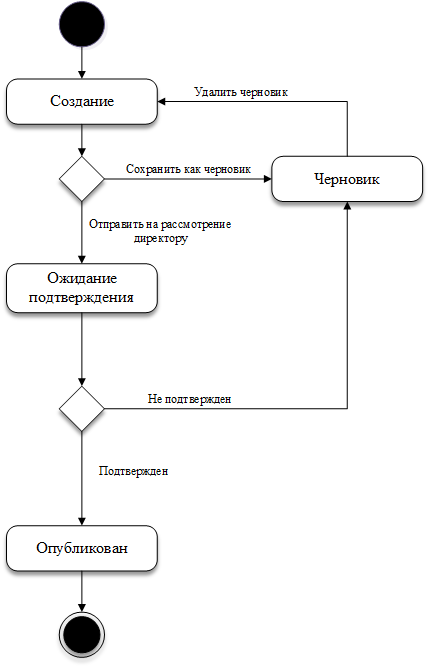 Удалить черновик
Создание
Сохранить как черновик
Черновик
Отправить на рассмотрение
директору
Ожидание
подтверждения
Не подтвержден
Подтвержден
Опубликован